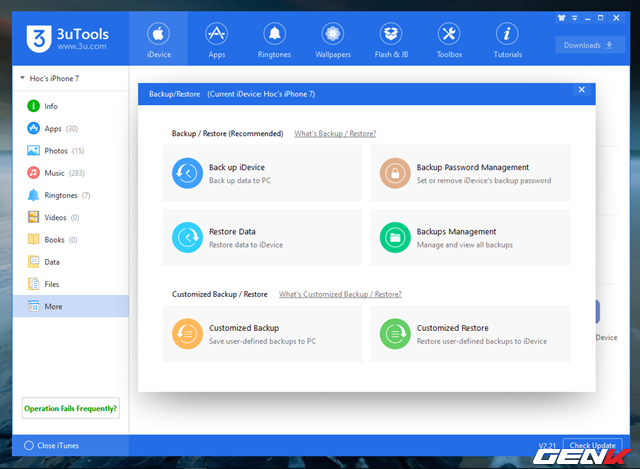 3uTools
www.3u.com
iDevice
Apps
Ringtones
Wallpapers
Flash & JB
Toolbox
Tutorials
Downloads
Hoc's iPhone 7
Info
Apps (30)
Photos (15)
Music (283)
Ringtones (7)
Videos (0)
Books (0)
Data
Files
More
Operation Fails Frequently?
Backup/Restore (Current iDevice: Hoc's iPhone 7)
Backup / Restore (Recommended) What's Backup / Restore?
Back up iDevice
Back up data to PC
Backup Password Management
Set or remove iDevice's backup password
Restore Data
Restore data to iDevice
Backups Management
Manage and view all backups
Customized Backup / Restore What's Customized Backup / Restore?
Customized Backup
Save user-defined backups to PC
Customized Restore
Restore user-defined backups to iDevice
Device
Close iTunes
V2.21
Check Update
GENK